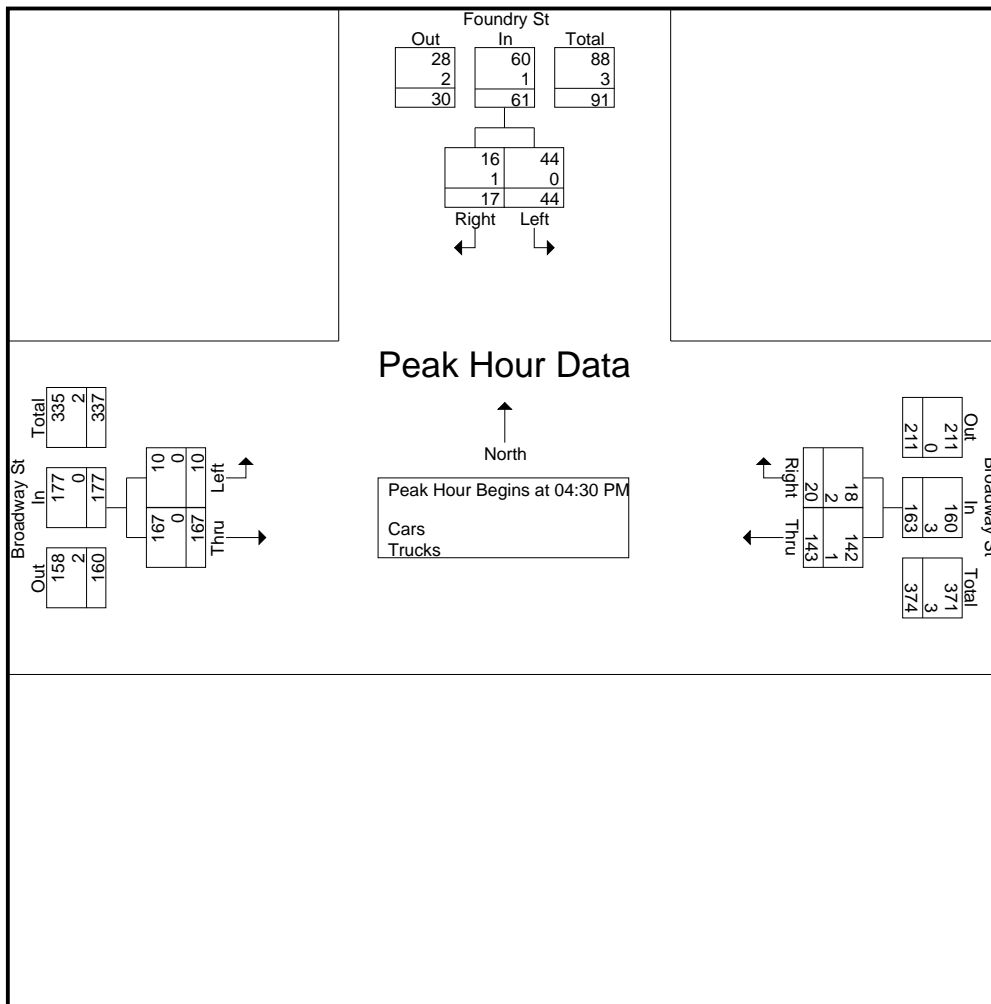 Foundry St
Out In Total
28 60 88
2 1 3
30 61 91
16 44
1 0
17 44
Right Left
Peak Hour Data
North
Peak Hour Begins at 04:30 PM
Cars
Trucks
Broadway St
Out In Total
158 177 335
2 0 2
160 177 337
Left Thru
10 167
0 0
10 167
Broadway St
Out In Total
211 160 371
0 3 3
211 163 374
Right Thru
18 142
2 1
20 143